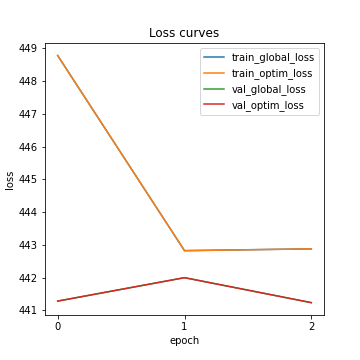 Loss curves
train_global_loss
train_optim_loss
val_global_loss
val_optim_loss
449
448
447
446
445
444
443
442
441
loss
0 1 2
epoch